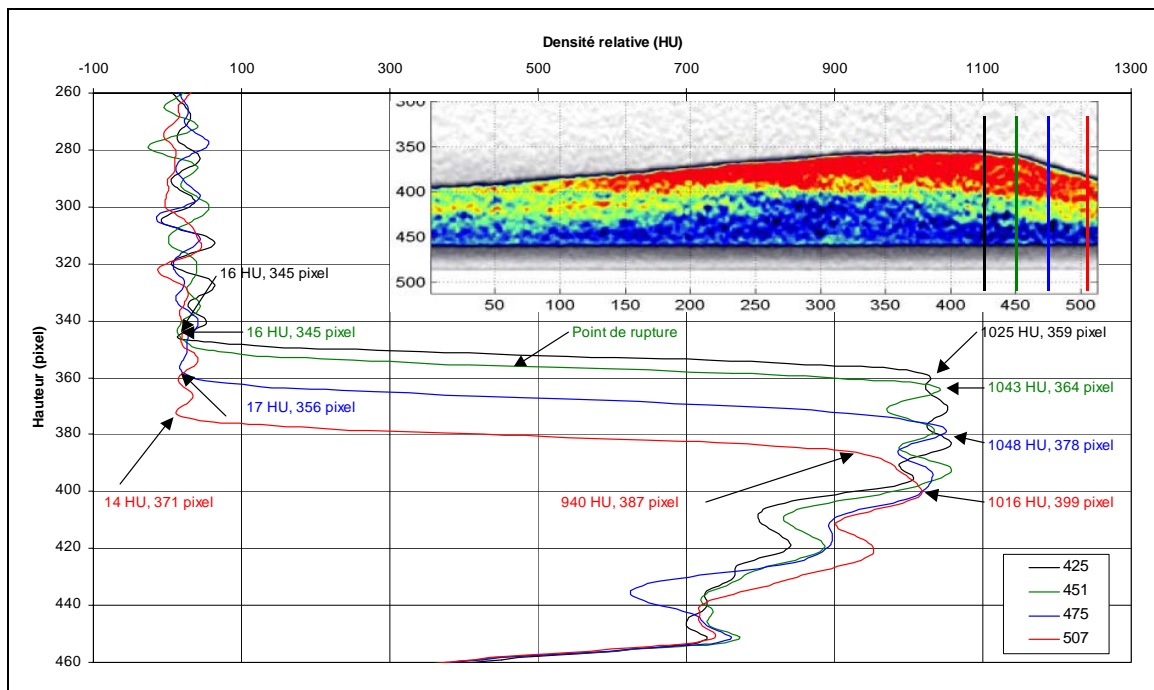 Densité relative (HU)
-100 100 300 500 700 900 1100 1300
Hauteur (pixel)
260
280
300
320
340
360
380
400
420
440
460
300
350
400
450
500
50 100 150 200 250 300 350 400 450 500
16 HU, 345 pixel
16 HU, 345 pixel
Point de rupture
1025 HU, 359 pixel
1043 HU, 364 pixel
17 HU, 356 pixel
1048 HU, 378 pixel
14 HU, 371 pixel
940 HU, 387 pixel
1016 HU, 399 pixel
425
451
475
507